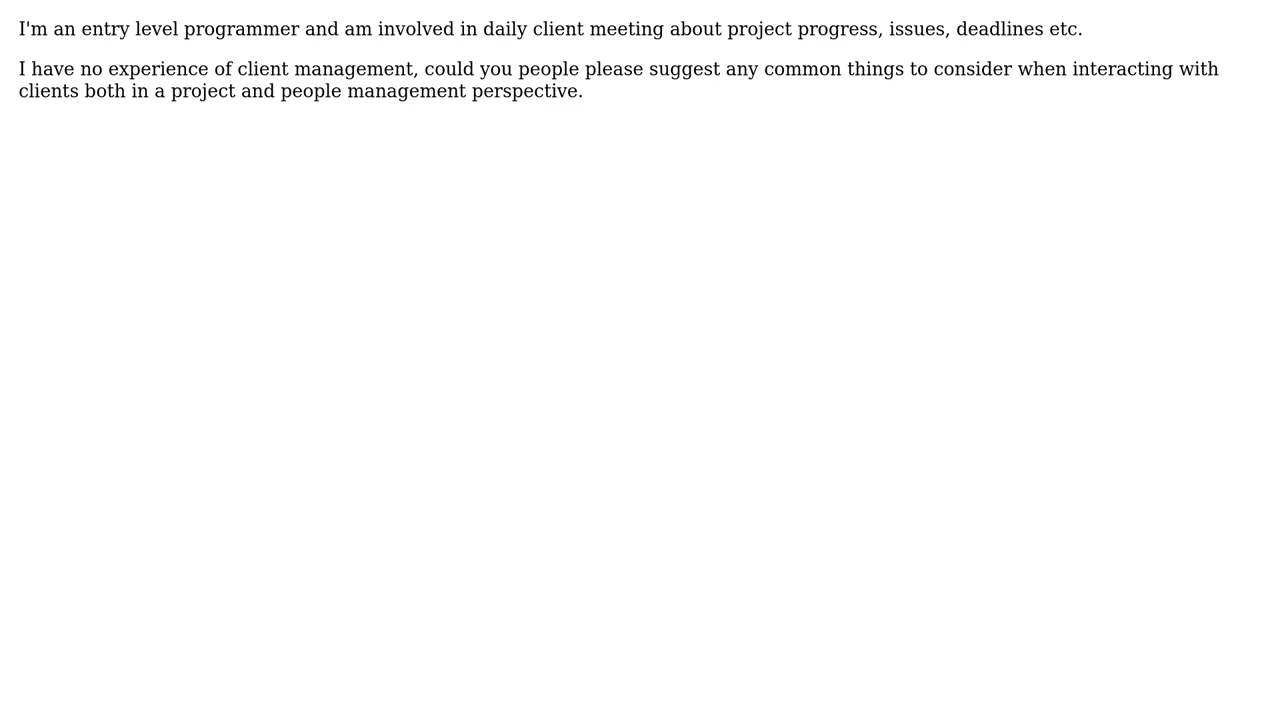 I'm an entry level programmer and am involved in daily client meeting about project progress, issues, deadlines etc.
I have no experience of client management, could you people please suggest any common things to consider when interacting with
clients both in a project and people management perspective.